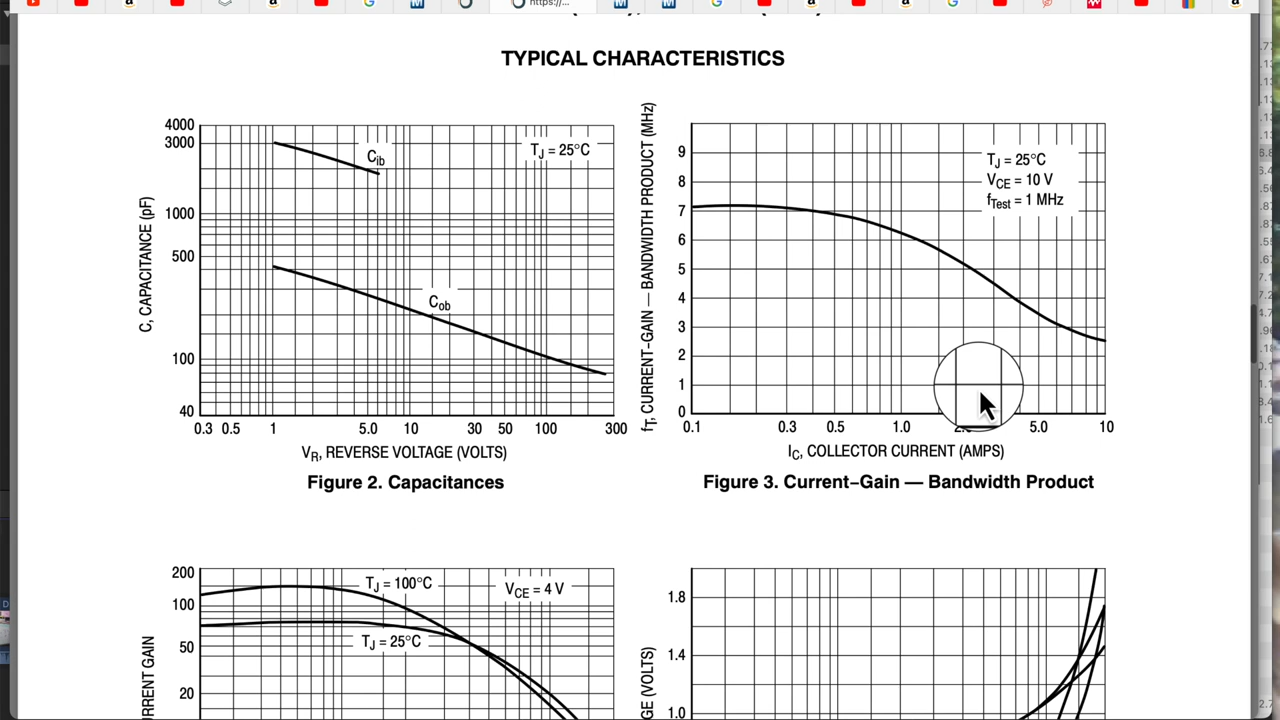 https://...
TYPICAL CHARACTERISTICS
C, CAPACITANCE (pF)
4000
3000
1000
500
100
40
Cib
Cob
TJ = 25°C
0.3 0.5 1 5.0 10 30 50 100 300
VR, REVERSE VOLTAGE (VOLTS)
Figure 2. Capacitances
fT, CURRENT-GAIN — BANDWIDTH PRODUCT (MHz)
9
8
7
6
5
4
3
2
1
0
TJ = 25°C
VCE = 10 V
fTest = 1 MHz
0.1 0.3 0.5 1.0 5.0 10
IC, COLLECTOR CURRENT (AMPS)
Figure 3. Current−Gain — Bandwidth Product
200
100
50
20
TJ = 100°C
VCE = 4 V
TJ = 25°C
1.8
1.4
1.0
(VOLTS)